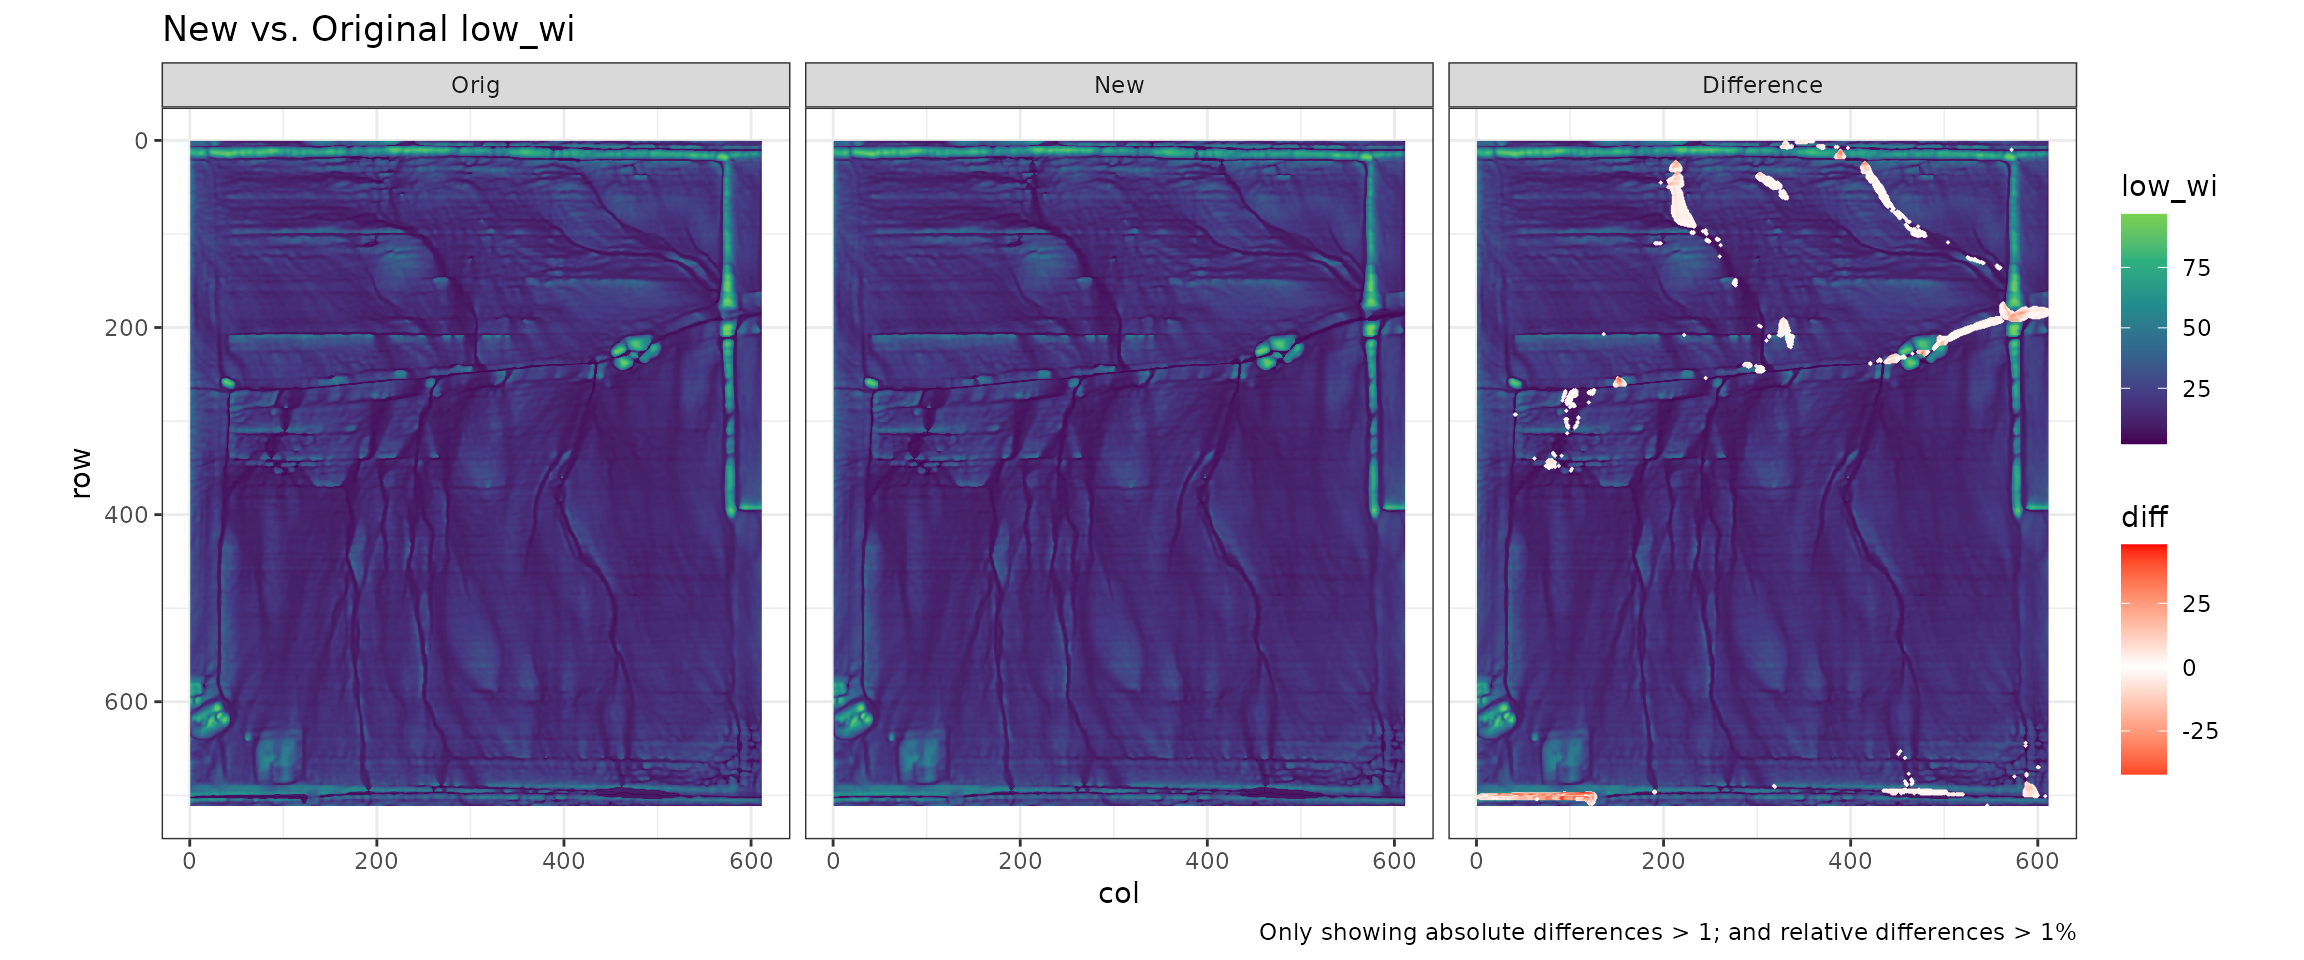 New vs. Original low_wi
Orig
New
Difference
row
0
200
400
600
0
200
400
600
0
200
400
600
0
200
400
600
col
low_wi
75
50
25
diff
25
0
-25
Only showing absolute differences > 1; and relative differences > 1%